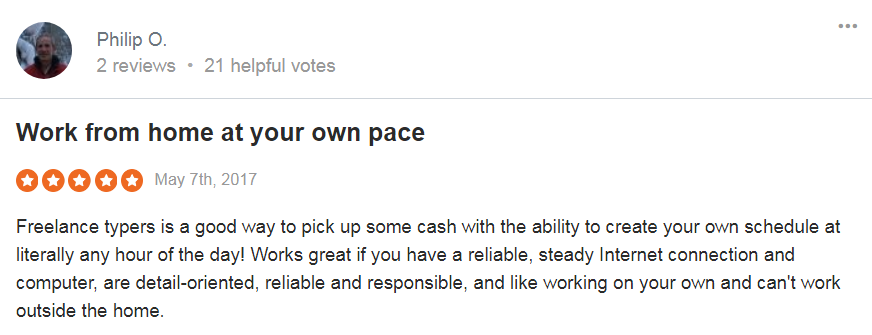 Philip O.
2 reviews • 21 helpful votes
Work from home at your own pace
May 7th, 2017
Freelance typers is a good way to pick up some cash with the ability to create your own schedule at
literally any hour of the day! Works great if you have a reliable, steady Internet connection and
computer, are detail-oriented, reliable and responsible, and like working on your own and can't work
outside the home.